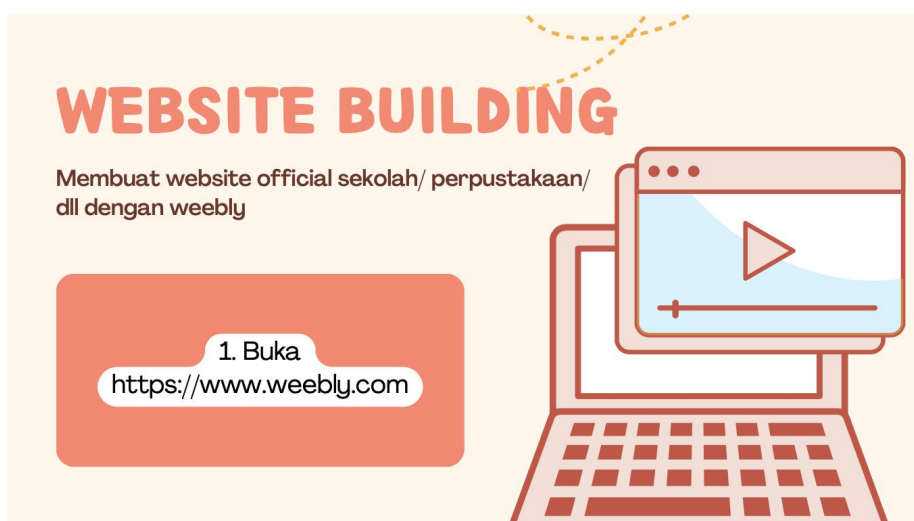 WEBSITE BUILDING
Membuat website official sekolah/ perpustakaan/
dll dengan weebly
1. Buka
https://www.weebly.com